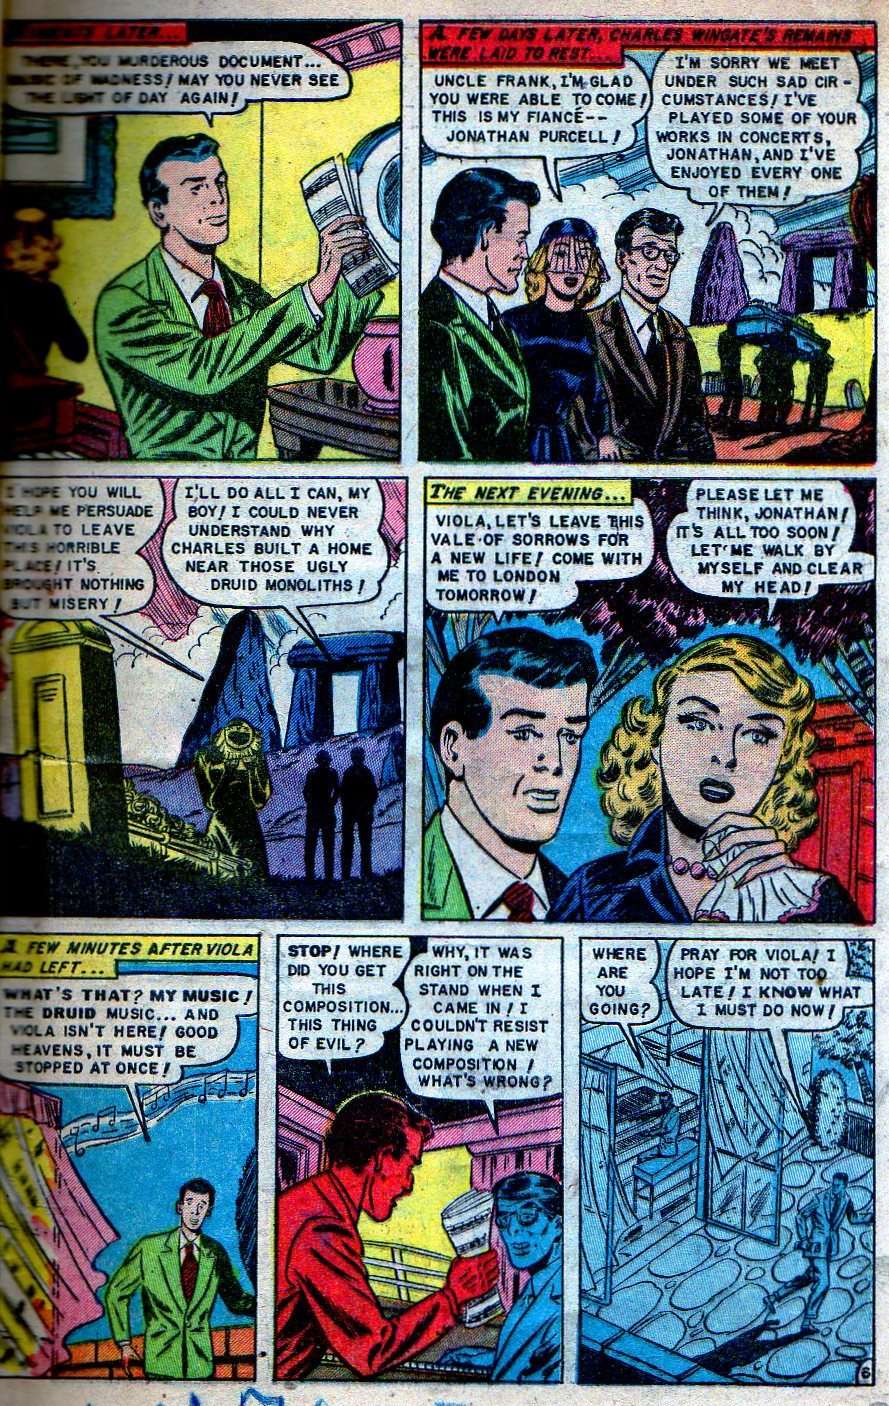 LATER...
THERE, YOU MURDEROUS DOCUMENT...
MUSIC OF MADNESS! MAY YOU NEVER SEE
THE LIGHT OF DAY AGAIN!
A FEW DAYS LATER, CHARLES WINGATE'S REMAINS
WERE LAID TO REST...
UNCLE FRANK, I'M GLAD
YOU WERE ABLE TO COME!
THIS IS MY FIANCÉ--
JONATHAN PURCELL!
I'M SORRY WE MEET
UNDER SUCH SAD CIR-
CUMSTANCES! I'VE
PLAYED SOME OF YOUR
WORKS IN CONCERTS,
JONATHAN, AND I'VE
ENJOYED EVERY ONE
OF THEM!
I HOPE YOU WILL
HELP ME PERSUADE
VIOLA TO LEAVE
THIS HORRIBLE
PLACE! IT'S
BROUGHT NOTHING
BUT MISERY!
I'LL DO ALL I CAN, MY
BOY! I COULD NEVER
UNDERSTAND WHY
CHARLES BUILT A HOME
NEAR THOSE UGLY
DRUID MONOLITHS!
THE NEXT EVENING...
VIOLA, LET'S LEAVE THIS
VALE OF SORROWS FOR
A NEW LIFE! COME WITH
ME TO LONDON
TOMORROW!
PLEASE LET ME
THINK, JONATHAN!
IT'S ALL TOO SOON!
LET ME WALK BY
MYSELF AND CLEAR
MY HEAD!
A FEW MINUTES AFTER VIOLA
HAD LEFT...
WHAT'S THAT? MY MUSIC!
THE DRUID MUSIC... AND
VIOLA ISN'T HERE! GOOD
HEAVENS, IT MUST BE
STOPPED AT ONCE!
STOP! WHERE
DID YOU GET
THIS
COMPOSITION...
THIS THING
OF EVIL?
WHY, IT WAS
RIGHT ON THE
STAND WHEN I
CAME IN! I
COULDN'T RESIST
PLAYING A NEW
COMPOSITION!
WHAT'S WRONG?
WHERE
ARE
YOU
GOING?
PRAY FOR VIOLA! I
HOPE I'M NOT TOO
LATE! I KNOW WHAT
I MUST DO NOW!
6